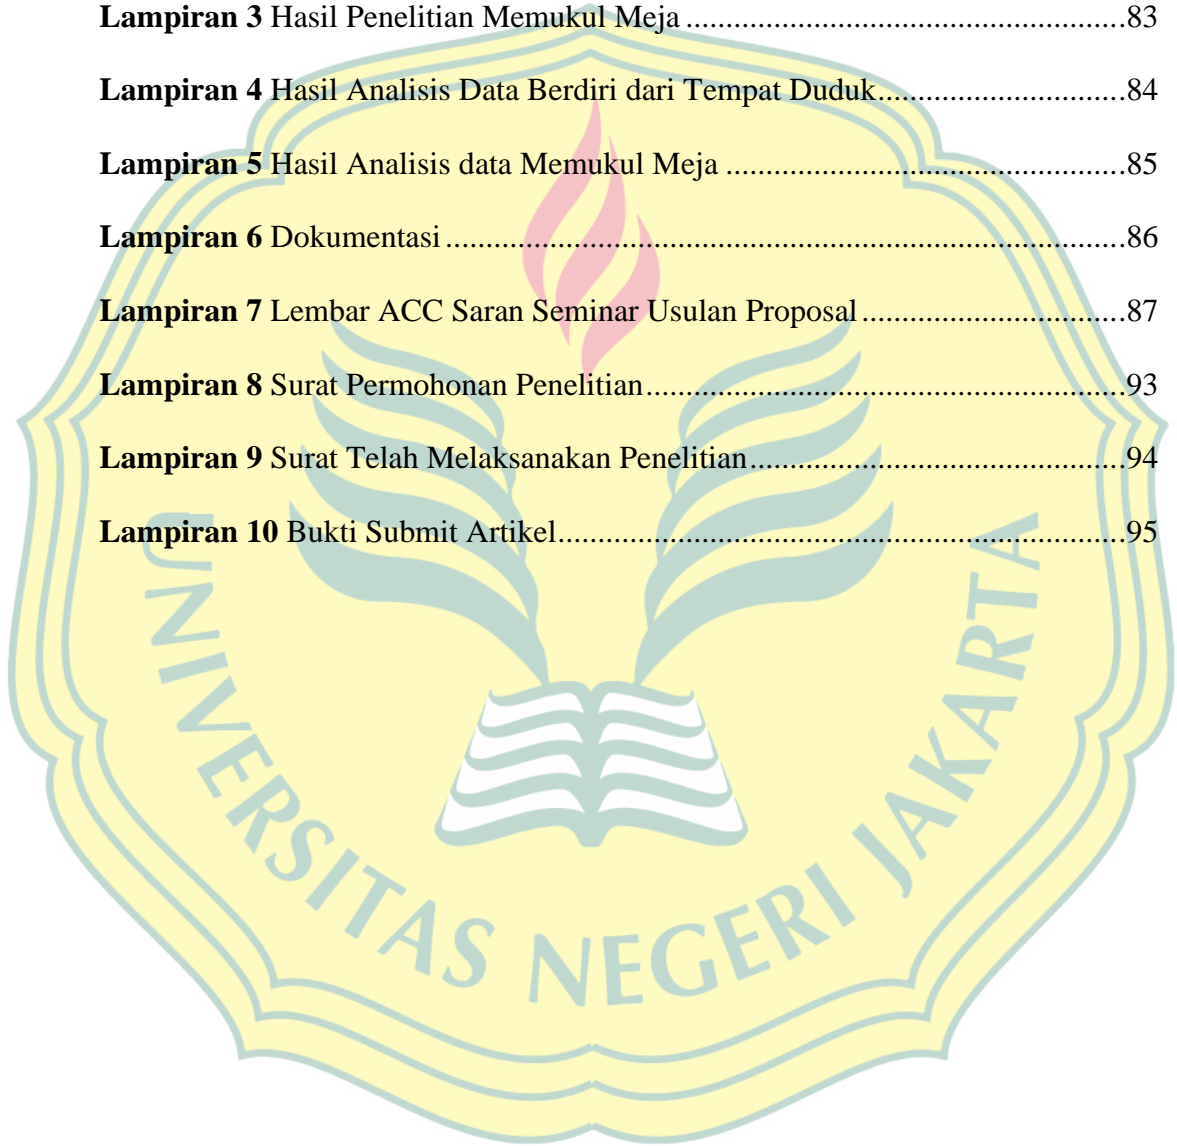 Lampiran 3 Hasil Penelitian Memukul Meja.......................................................83
Lampiran 4 Hasil Analisis Data Berdiri dari Tempat Duduk...............................84
Lampiran 5 Hasil Analisis data Memukul Meja..................................................85
Lampiran 6 Dokumentasi.....................................................................................86
Lampiran 7 Lembar ACC Saran Seminar Usulan Proposal.................................87
Lampiran 8 Surat Permohonan Penelitian............................................................93
Lampiran 9 Surat Telah Melaksanakan Penelitian...............................................94
Lampiran 10 Bukti Submit Artikel.......................................................................95
UNIVERSITAS NEGERI JAKARTA